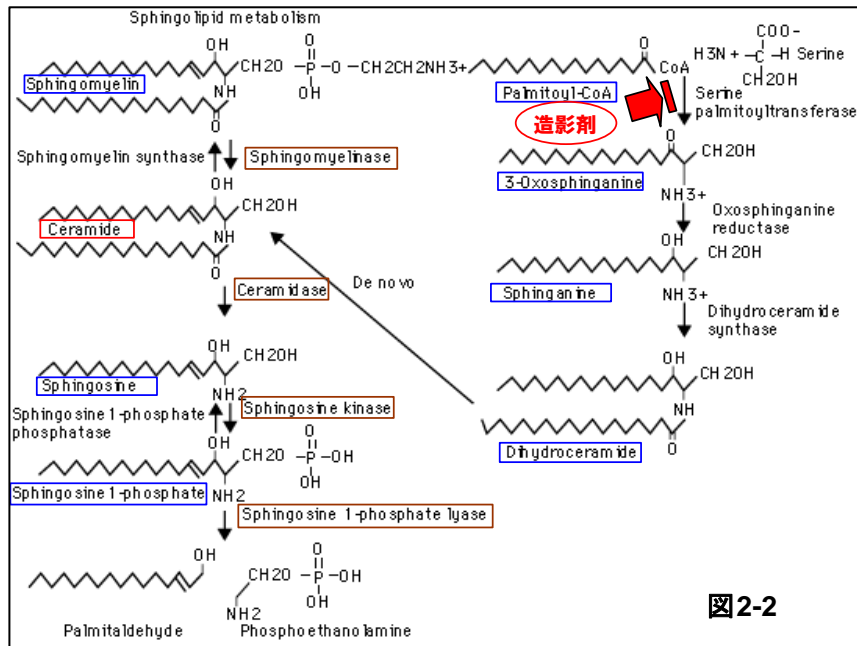 Sphingolipid metabolism
OH
CH2O
O
P
OH
O
CH2CH2NH3+
Sphingomyelin
NH
O
O
CoA
Palmitoyl-CoA
造影剤
COO-
H3N + C H Serine
CH2OH
Serine
palmitoyltransferase
Sphingomyelin synthase
Sphingomyelinase
O
CH2OH
3-Oxosphinganine
NH3+
Oxosphinganine
reductase
OH
CH2OH
Ceramide
NH
O
OH
CH2OH
Sphinganine
NH3+
Dihydroceramide
synthase
De novo
Ceramidase
OH
CH2OH
Sphingosine
NH2
OH
CH2OH
NH
O
Dihydroceramide
Sphingosine 1-phosphate
phosphatase
Sphingosine kinase
OH
CH2O
O
P
OH
OH
Sphingosine 1-phosphate
NH2
Sphingosine 1-phosphate lyase
OH
CH2O
O
P
OH
OH
NH2
Palmitaldehyde
Phosphoethanolamine
図2-2